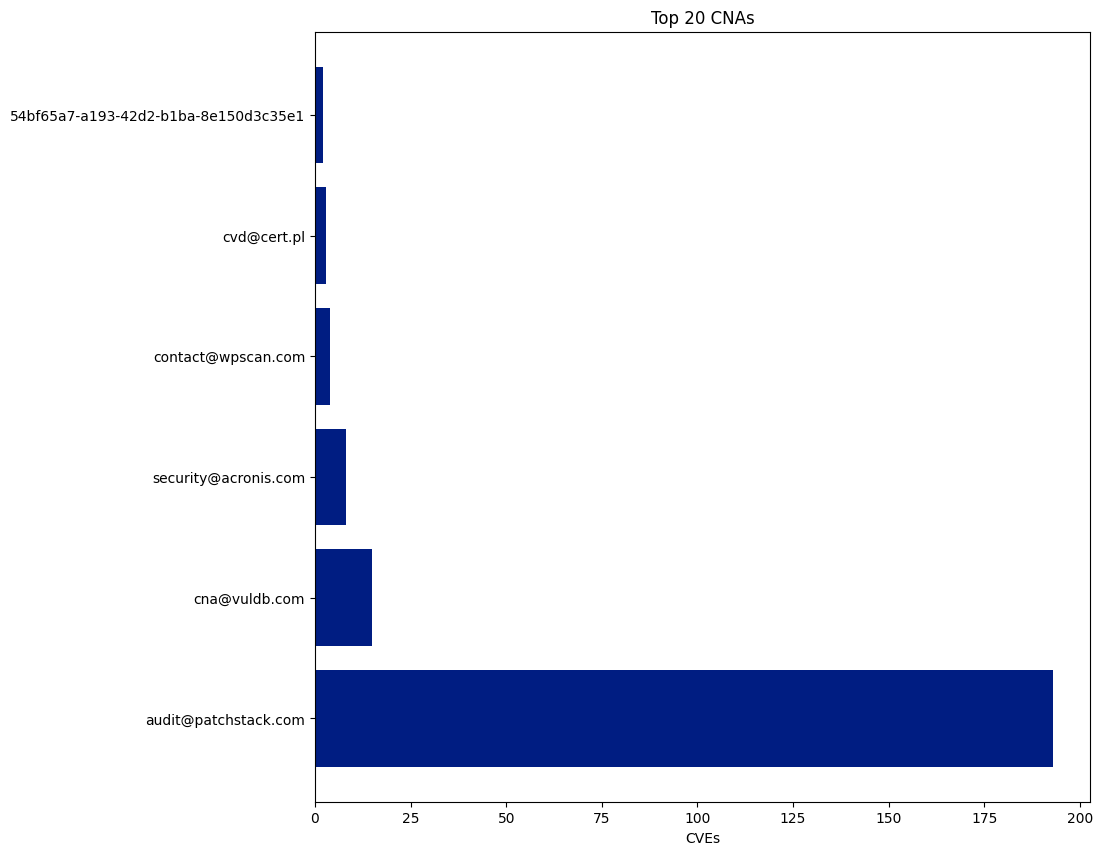 Top 20 CNAs
54bf65a7-a193-42d2-b1ba-8e150d3c35e1
cvd@cert.pl
contact@wpscan.com
security@acronis.com
cna@vuldb.com
audit@patchstack.com
0 25 50 75 100 125 150 175 200
CVEs